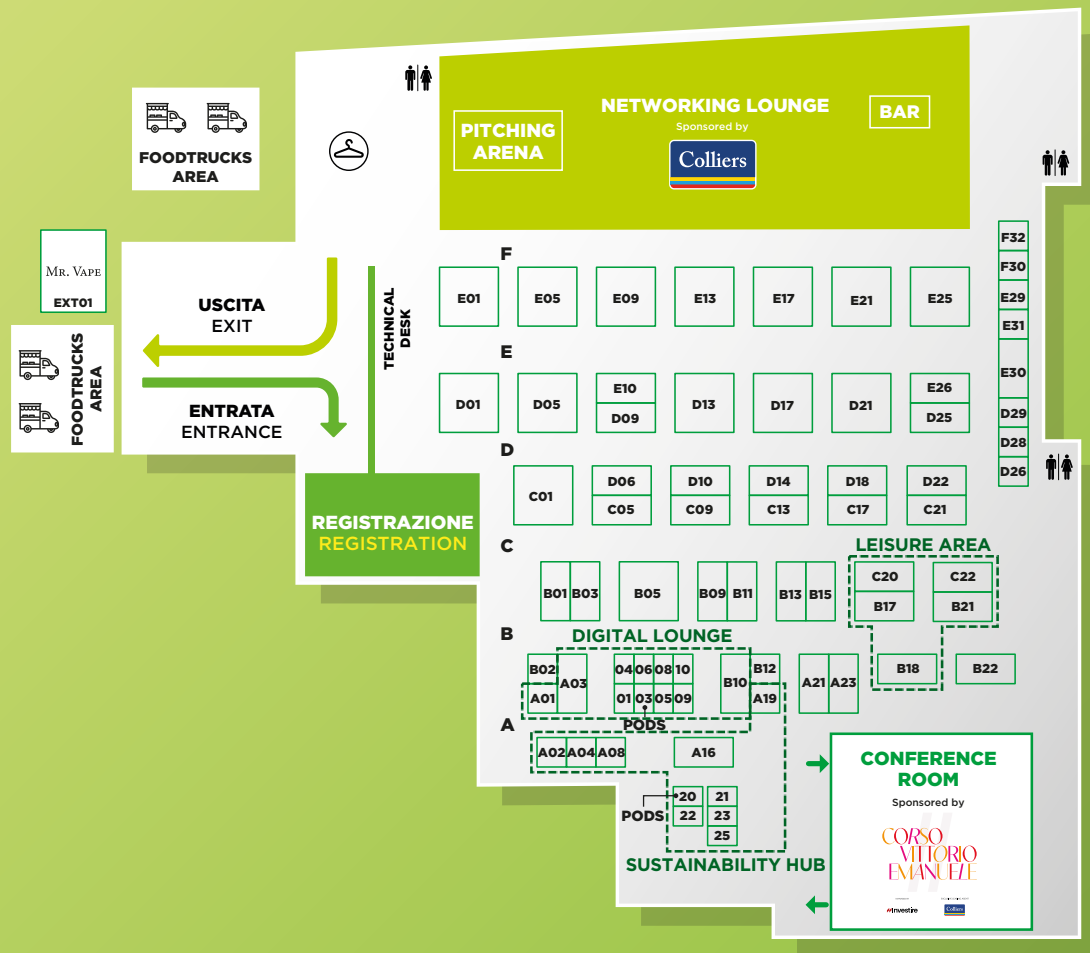 NETWORKING LOUNGE
Sponsored by
Colliers
PITCHING
ARENA
BAR
FOODTRUCKS
AREA
MR. VAPE
EXT01
FOODTRUCKS
AREA
USCITA
EXIT
ENTRATA
ENTRANCE
TECHNICAL
DESK
REGISTRAZIONE
REGISTRATION
F
E01 E05 E09 E13 E17 E21 E25
E
D01 D05 E10 D13 D17 D21 E26
D09 D25
D
C01 D06 D10 D14 D18 D22
C05 C09 C13 C17 C21
F32
F30
E29
E31
E30
D29
D28
D26
C
LEISURE AREA
B01 B03 B05 B09 B11 B13 B15 C20 C22
B17 B21
B
DIGITAL LOUNGE
B02 A03 04 06 08 10 B10 B12 A21 A23 B18 B22
A01 01 03 05 09 A19
PODS
A
A02 A04 A08 A16
PODS
20 21
22 23
25
SUSTAINABILITY HUB
CONFERENCE
ROOM
Sponsored by
CORSO
VITTORIO
EMANUELE
Investire
Colliers